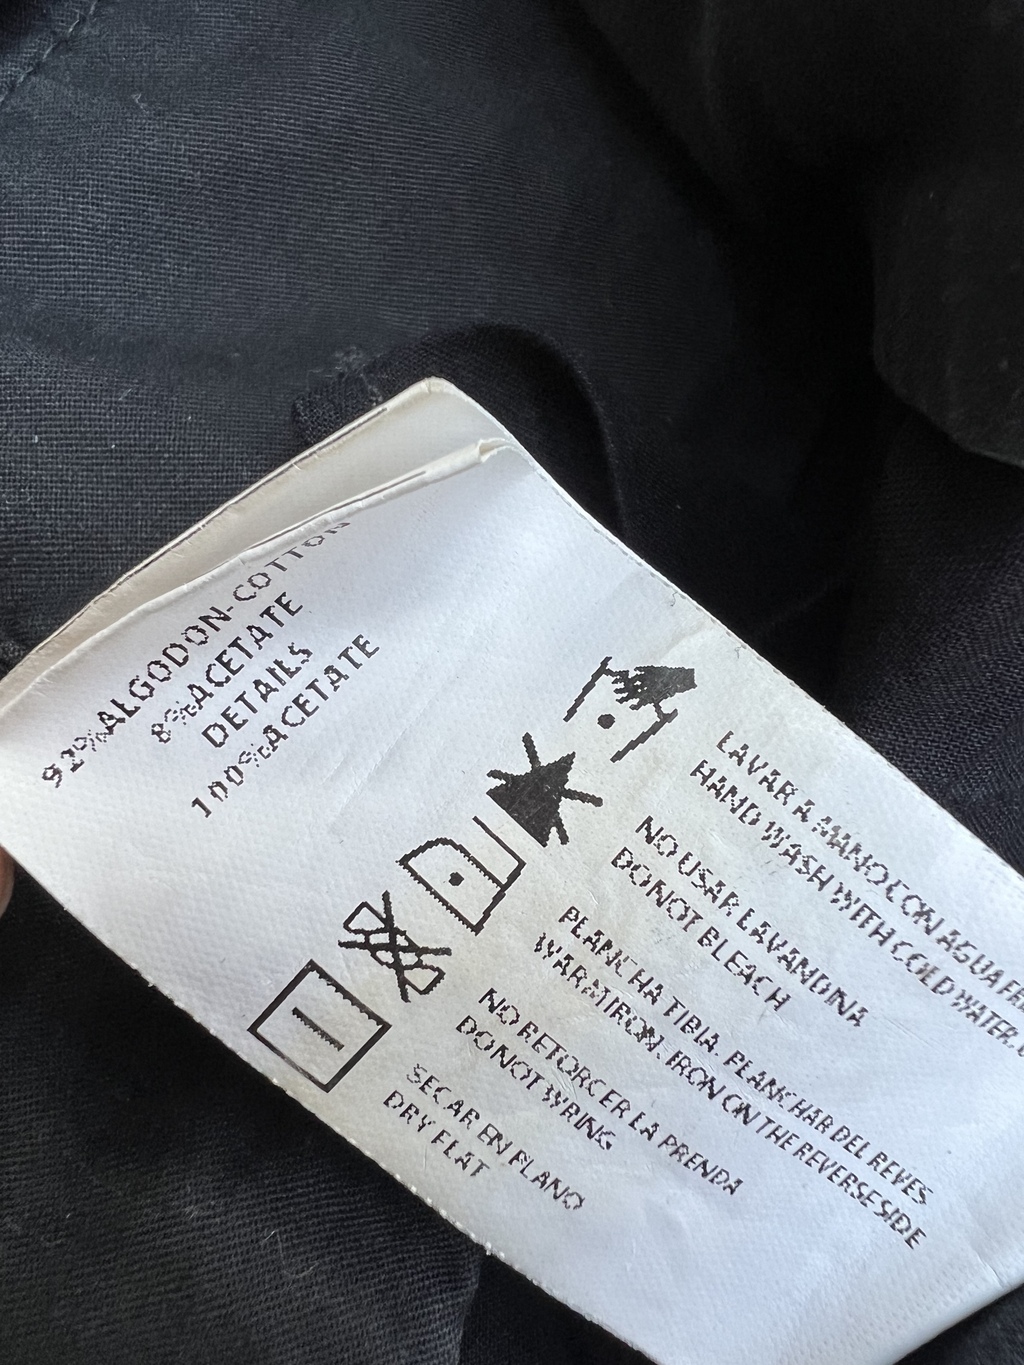 92%ALGODON-COTTON
8%ACETATE
DETAILS
100%ACETATE
LAVAR A MANO CON AGUA
HAND WASH WITH COLD WATER.
NO USAR LAVANDINA
DO NOT BLEACH
PLANCHA TIBIA. PLANCHAR DEL REVES
WARM IRON. IRON ON THE REVERSE SIDE
NO RETORCER LA PRENDA
DO NOT WRING
SECAR EN PLANO
DRY FLAT